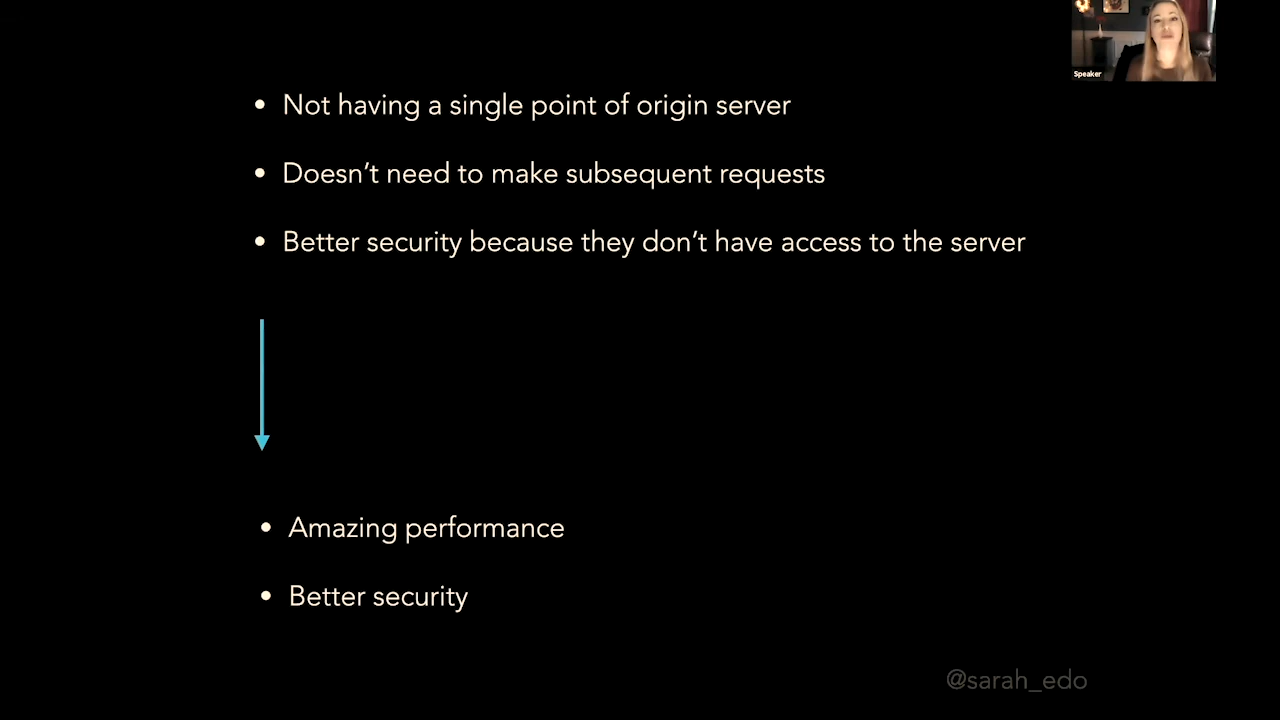 Speaker
• Not having a single point of origin server
• Doesn’t need to make subsequent requests
• Better security because they don’t have access to the server
• Amazing performance
• Better security
@sarah_edo